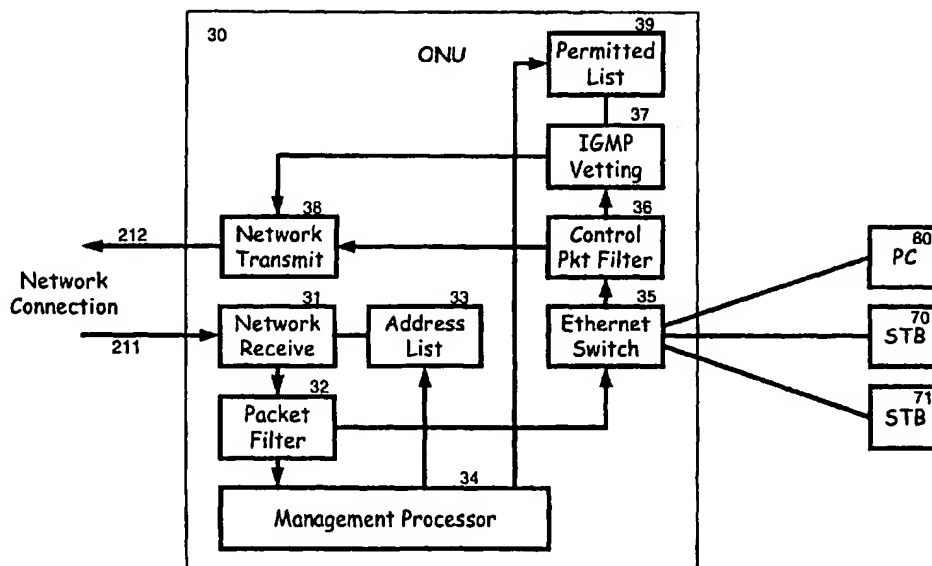 30
ONU
39
Permitted
List
37
IGMP
Vetting
38
Network
Transmit
36
Control
Pkt Filter
212
Network
Connection
211
31
Network
Receive
33
Address
List
35
Ethernet
Switch
80
PC
70
STB
71
STB
32
Packet
Filter
34
Management Processor